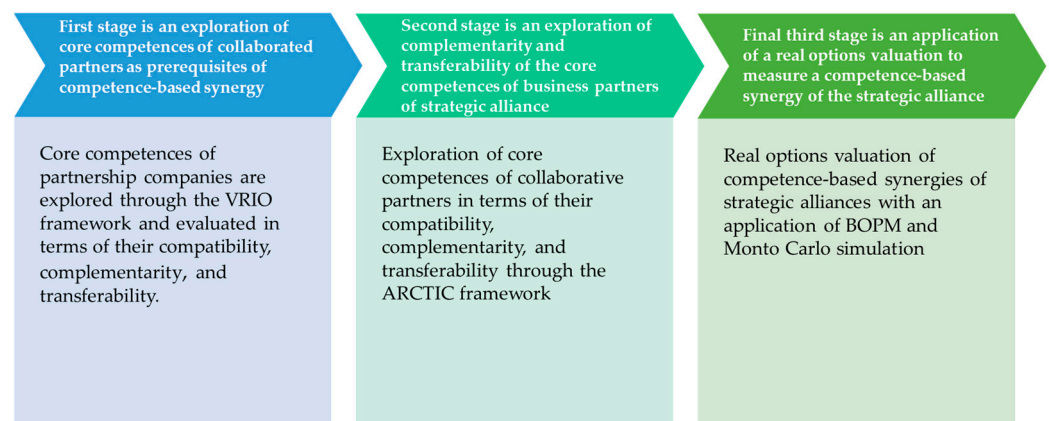 First stage is an exploration of
core competences of collaborated
partners as prerequisites of
competence-based synergy
Core competences of
partnership companies are
explored through the VRIO
framework and evaluated in
terms of their compatibility,
complementarity, and
transferability.
Second stage is an exploration of
complementarity and
transferability of the core
competences of business partners
of strategic alliance
Exploration of core
competences of collaborative
partners in terms of their
compatibility,
complementarity, and
transferability through the
ARCTIC framework
Final third stage is an application
of a real options valuation to
measure a competence-based
synergy of the strategic alliance
Real options valuation of
competence-based synergies of
strategic alliances with an
application of BOPM and
Monto Carlo simulation